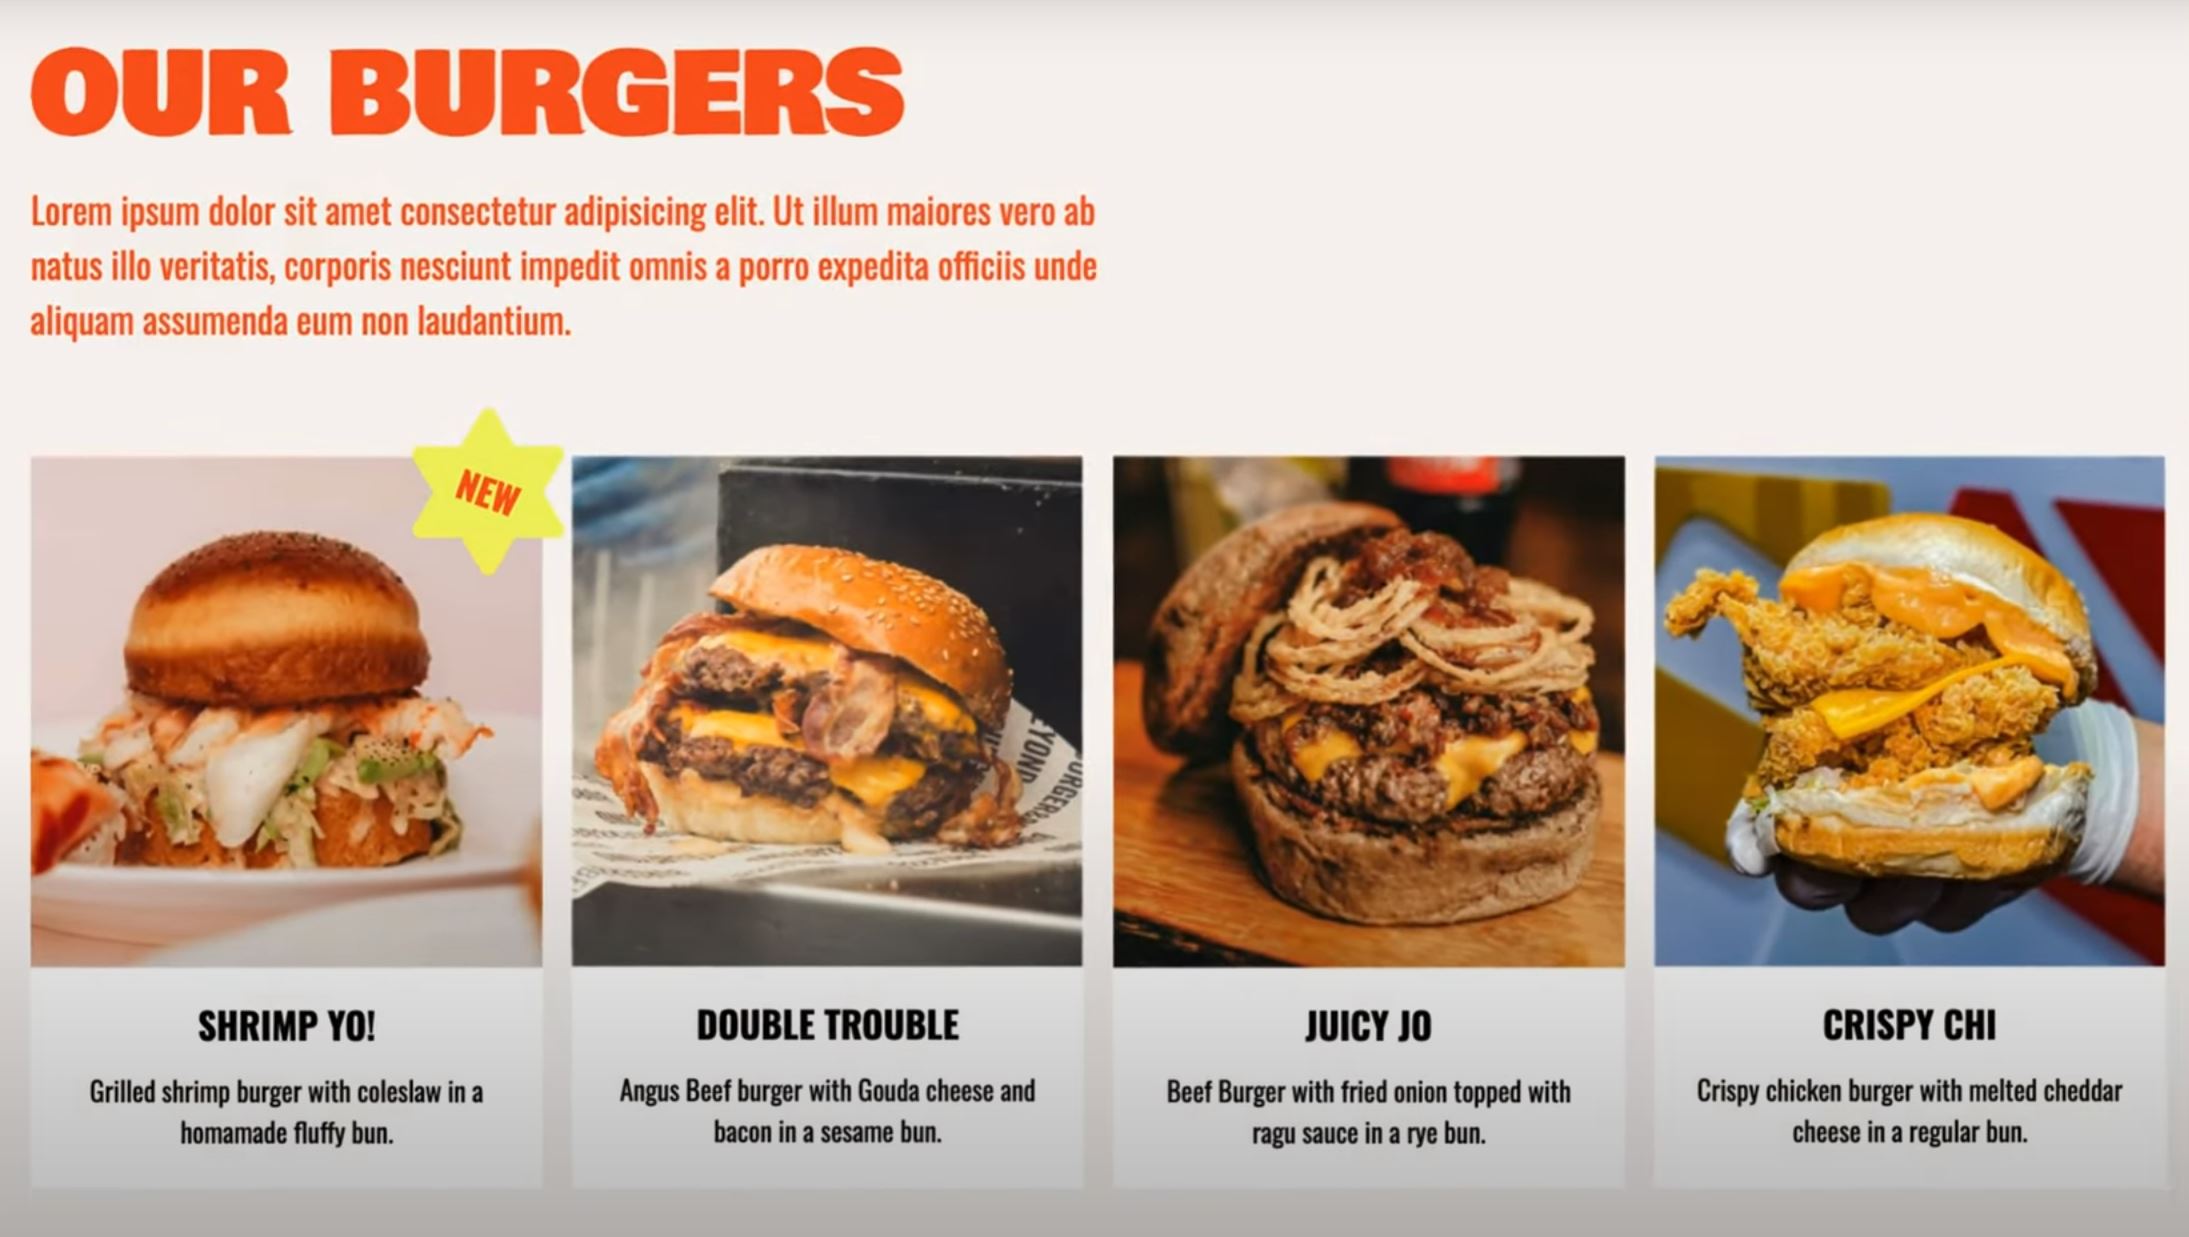 OUR BURGERS
Lorem ipsum dolor sit amet consectetur adipisicing elit. Ut illum maiores vero ab
natus illo veritatis, corporis nesciunt impedit omnis a porro expedita officiis unde
aliquam assumenda eum non laudantium.
NEW
EYOND
SHRIMP YO!
Grilled shrimp burger with coleslaw in a
homamade fluffy bun.
DOUBLE TROUBLE
Angus Beef burger with Gouda cheese and
bacon in a sesame bun.
JUICY JO
Beef Burger with fried onion topped with
ragu sauce in a rye bun.
CRISPY CHI
Crispy chicken burger with melted cheddar
cheese in a regular bun.